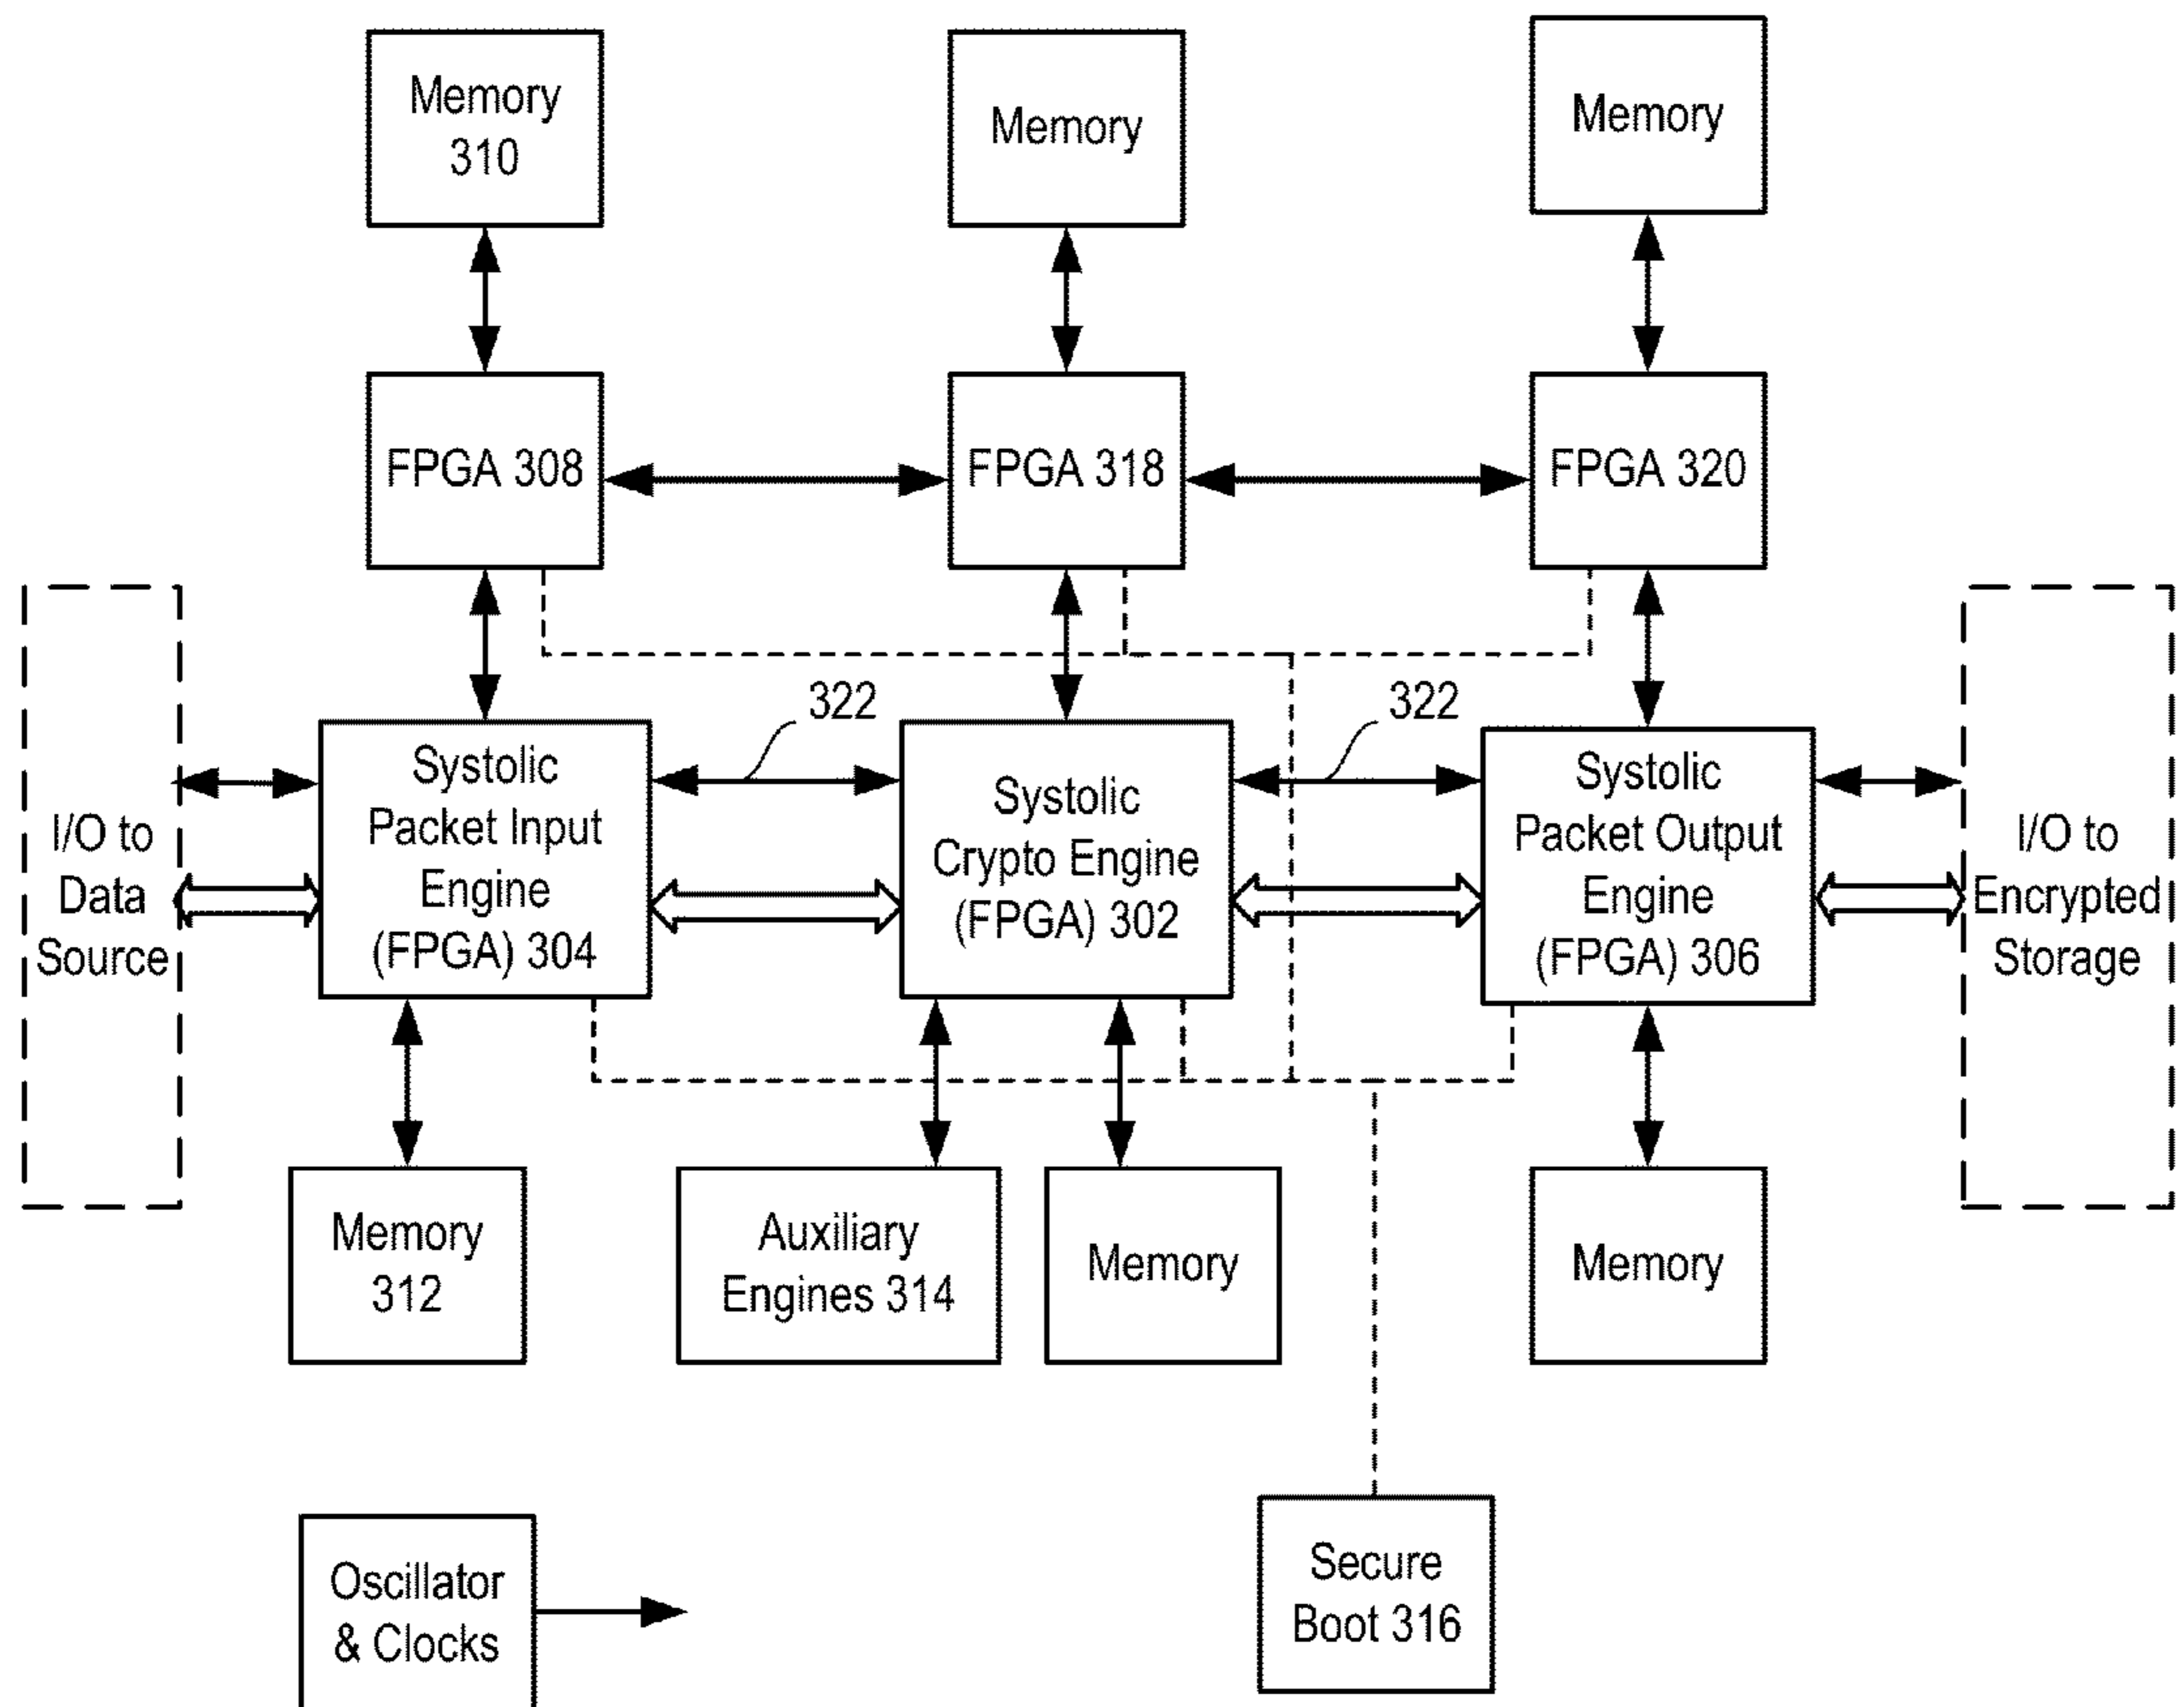 Memory
310
Memory
Memory
FPGA 308
FPGA 318
FPGA 320
322
322
I/O to
Data
Source
Systolic
Packet Input
Engine
(FPGA) 304
Systolic
Crypto Engine
(FPGA) 302
Systolic
Packet Output
Engine
(FPGA) 306
I/O to
Encrypted
Storage
Memory
312
Auxiliary
Engines 314
Memory
Memory
Oscillator
& Clocks
Secure
Boot 316